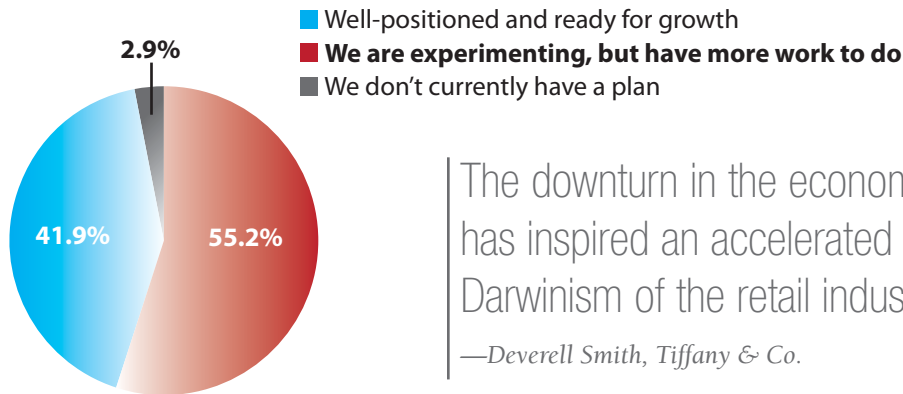 Well-positioned and ready for growth
2.9%
We are experimenting, but have more work to do
We don't currently have a plan
The downturn in the econom
has inspired an accelerated
41.9%
55.2%
Darwinism of the retail indus
—Deverell Smith, Tiffany & Co.